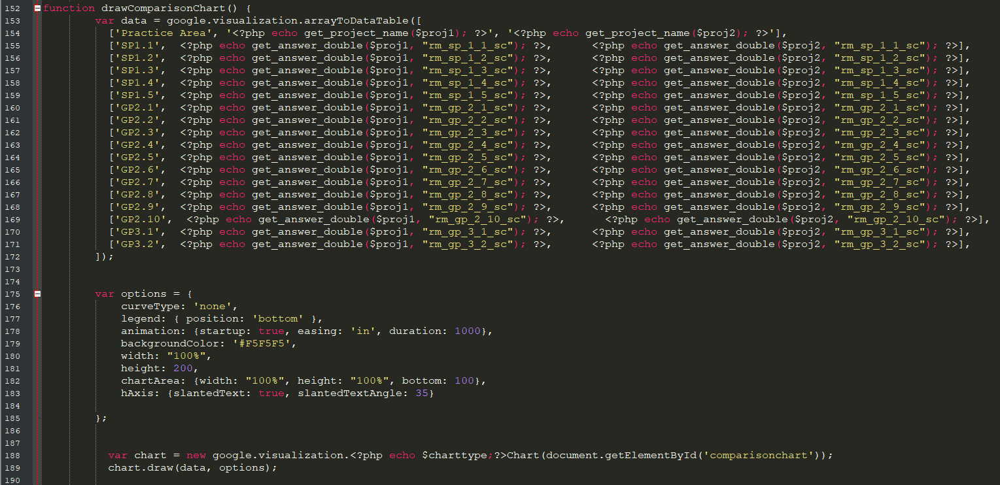 152 function drawComparisonChart() {
153 var data = google.visualization.arrayToDataTable([
154 ['Practice Area', '<?php echo get_project_name($proj1); ?>', '<?php echo get_project_name($proj2); ?>'],
155 ['SP1.1', <?php echo get_answer_double($proj1, "rm_sp_1_1_sc"); ?>, <?php echo get_answer_double($proj2, "rm_sp_1_1_sc"); ?>],
156 ['SP1.2', <?php echo get_answer_double($proj1, "rm_sp_1_2_sc"); ?>, <?php echo get_answer_double($proj2, "rm_sp_1_2_sc"); ?>],
157 ['SP1.3', <?php echo get_answer_double($proj1, "rm_sp_1_3_sc"); ?>, <?php echo get_answer_double($proj2, "rm_sp_1_3_sc"); ?>],
158 ['SP1.4', <?php echo get_answer_double($proj1, "rm_sp_1_4_sc"); ?>, <?php echo get_answer_double($proj2, "rm_sp_1_4_sc"); ?>],
159 ['SP1.5', <?php echo get_answer_double($proj1, "rm_sp_1_5_sc"); ?>, <?php echo get_answer_double($proj2, "rm_sp_1_5_sc"); ?>],
160 ['GP2.1', <?php echo get_answer_double($proj1, "rm_gp_2_1_sc"); ?>, <?php echo get_answer_double($proj2, "rm_gp_2_1_sc"); ?>],
161 ['GP2.2', <?php echo get_answer_double($proj1, "rm_gp_2_2_sc"); ?>, <?php echo get_answer_double($proj2, "rm_gp_2_2_sc"); ?>],
162 ['GP2.3', <?php echo get_answer_double($proj1, "rm_gp_2_3_sc"); ?>, <?php echo get_answer_double($proj2, "rm_gp_2_3_sc"); ?>],
163 ['GP2.4', <?php echo get_answer_double($proj1, "rm_gp_2_4_sc"); ?>, <?php echo get_answer_double($proj2, "rm_gp_2_4_sc"); ?>],
164 ['GP2.5', <?php echo get_answer_double($proj1, "rm_gp_2_5_sc"); ?>, <?php echo get_answer_double($proj2, "rm_gp_2_5_sc"); ?>],
165 ['GP2.6', <?php echo get_answer_double($proj1, "rm_gp_2_6_sc"); ?>, <?php echo get_answer_double($proj2, "rm_gp_2_6_sc"); ?>],
166 ['GP2.7', <?php echo get_answer_double($proj1, "rm_gp_2_7_sc"); ?>, <?php echo get_answer_double($proj2, "rm_gp_2_7_sc"); ?>],
167 ['GP2.8', <?php echo get_answer_double($proj1, "rm_gp_2_8_sc"); ?>, <?php echo get_answer_double($proj2, "rm_gp_2_8_sc"); ?>],
168 ['GP2.9', <?php echo get_answer_double($proj1, "rm_gp_2_9_sc"); ?>, <?php echo get_answer_double($proj2, "rm_gp_2_9_sc"); ?>],
169 ['GP2.10', <?php echo get_answer_double($proj1, "rm_gp_2_10_sc"); ?>, <?php echo get_answer_double($proj2, "rm_gp_2_10_sc"); ?>],
170 ['GP3.1', <?php echo get_answer_double($proj1, "rm_gp_3_1_sc"); ?>, <?php echo get_answer_double($proj2, "rm_gp_3_1_sc"); ?>],
171 ['GP3.2', <?php echo get_answer_double($proj1, "rm_gp_3_2_sc"); ?>, <?php echo get_answer_double($proj2, "rm_gp_3_2_sc"); ?>],
172 ]);
173
174
175 var options = {
176 curveType: 'none',
177 legend: { position: 'bottom' },
178 animation: {startup: true, easing: 'in', duration: 1000},
179 backgroundColor: '#F5F5F5',
180 width: "100%",
181 height: 200,
182 chartArea: {width: "100%", height: "100%", bottom: 100},
183 hAxis: {slantedText: true, slantedTextAngle: 35}
184
185 };
186
187
188 var chart = new google.visualization.<?php echo $charttype;?>Chart(document.getElementById('comparisonchart'));
189 chart.draw(data, options);
190